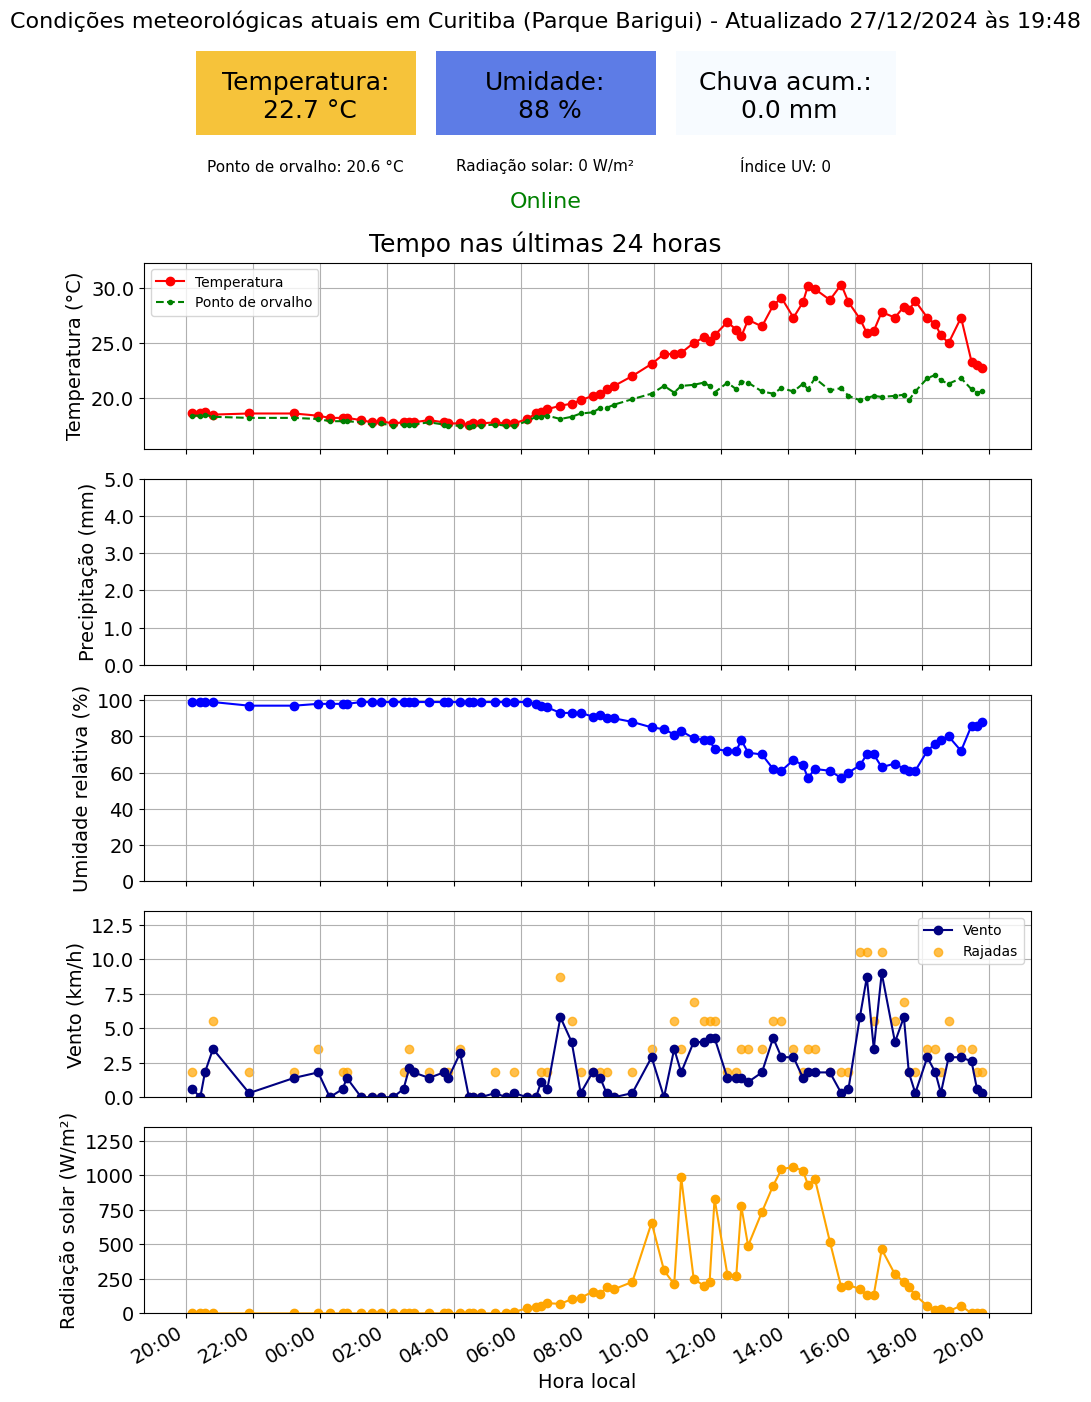 Condições meteorológicas atuais em Curitiba (Parque Barigui) - Atualizado 27/12/2024 às 19:48
Temperatura:
22.7 °C
Umidade:
88 %
Chuva acum.:
0.0 mm
Ponto de orvalho: 20.6 °C
Radiação solar: 0 W/m²
Índice UV: 0
Online
Tempo nas últimas 24 horas
Temperatura (°C)
30.0
25.0
20.0
Temperatura
Ponto de orvalho
Precipitação (mm)
5.0
4.0
3.0
2.0
1.0
0.0
Umidade relativa (%)
100
80
60
40
20
0
Vento (km/h)
12.5
10.0
7.5
5.0
2.5
0.0
Vento
Rajadas
Radiação solar (W/m²)
1250
1000
750
500
250
0
20:00
22:00
00:00
02:00
04:00
06:00
08:00
10:00
12:00
14:00
16:00
18:00
20:00
Hora local